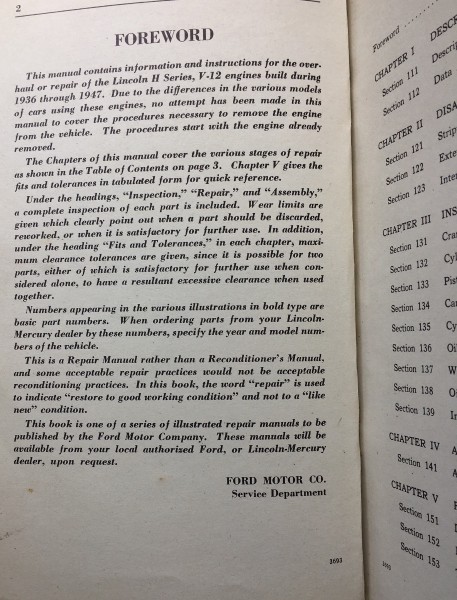 2
FOREWORD
This manual contains information and instructions for the over-
haul or repair of the Lincoln H Series, V-12 engines built during
1936 through 1947. Due to the differences in the various models
of cars using these engines, no attempt has been made in this
manual to cover the procedures necessary to remove the engine
from the vehicle. The procedures start with the engine already
removed.
The Chapters of this manual cover the various stages of repair
as shown in the Table of Contents on page 3. Chapter V gives the
fits and tolerances in tabulated form for quick reference.
Under the headings, “Inspection,” “Repair,” and “Assembly,”
a complete inspection of each part is included. Wear limits are
given which clearly point out when a part should be discarded,
reworked, or when it is satisfactory for further use. In addition,
under the heading “Fits and Tolerances,” in each chapter, maxi-
mum clearance tolerances are given, since it is possible for two
parts, either of which is satisfactory for further use when con-
sidered alone, to have a resultant excessive clearance when used
together.
Numbers appearing in the various illustrations in bold type are
basic part numbers. When ordering parts from your Lincoln-
Mercury dealer by these numbers, specify the year and model num-
bers of the vehicle.
This is a Repair Manual rather than a Reconditioner's Manual,
and some acceptable repair practices would not be acceptable
reconditioning practices. In this book, the word “repair” is used
to indicate “restore to good working condition” and not to a “like
new” condition.
This book is one of a series of illustrated repair manuals to be
published by the Ford Motor Company. These manuals will be
available from your local authorized Ford, or Lincoln-Mercury
dealer, upon request.
FORD MOTOR CO.
Service Department
3693
Foreword
CHAPTER I DESCR
Section 111 Descrip
Section 112 Data
CHAPTER II DISA
Section 121 Strip
Section 122 Exte
Section 123 Inter
CHAPTER III INS
Section 131 Cran
Section 132 Cyl
Section 133 Pist
Section 134 Ca
Section 135 Cy
Section 136 Oi
Section 137 W
Section 138 O
Section 139 In
CHAPTER IV A
Section 141 A
CHAPTER V
Section 151
Section 152
Section 153
3693